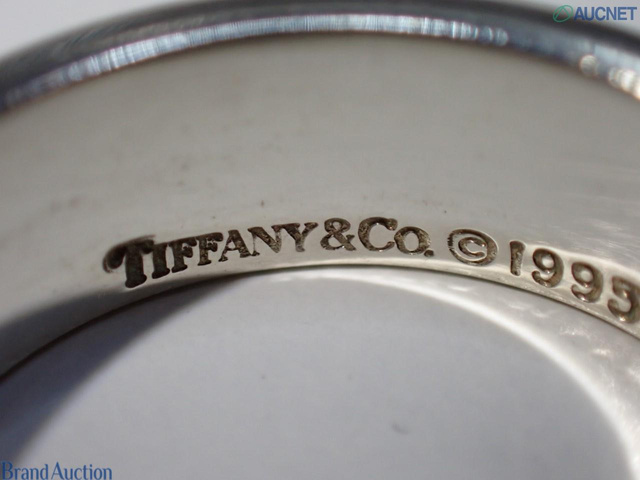 AUCNET
TIFFANY & CO. © 1995
Brand Auction